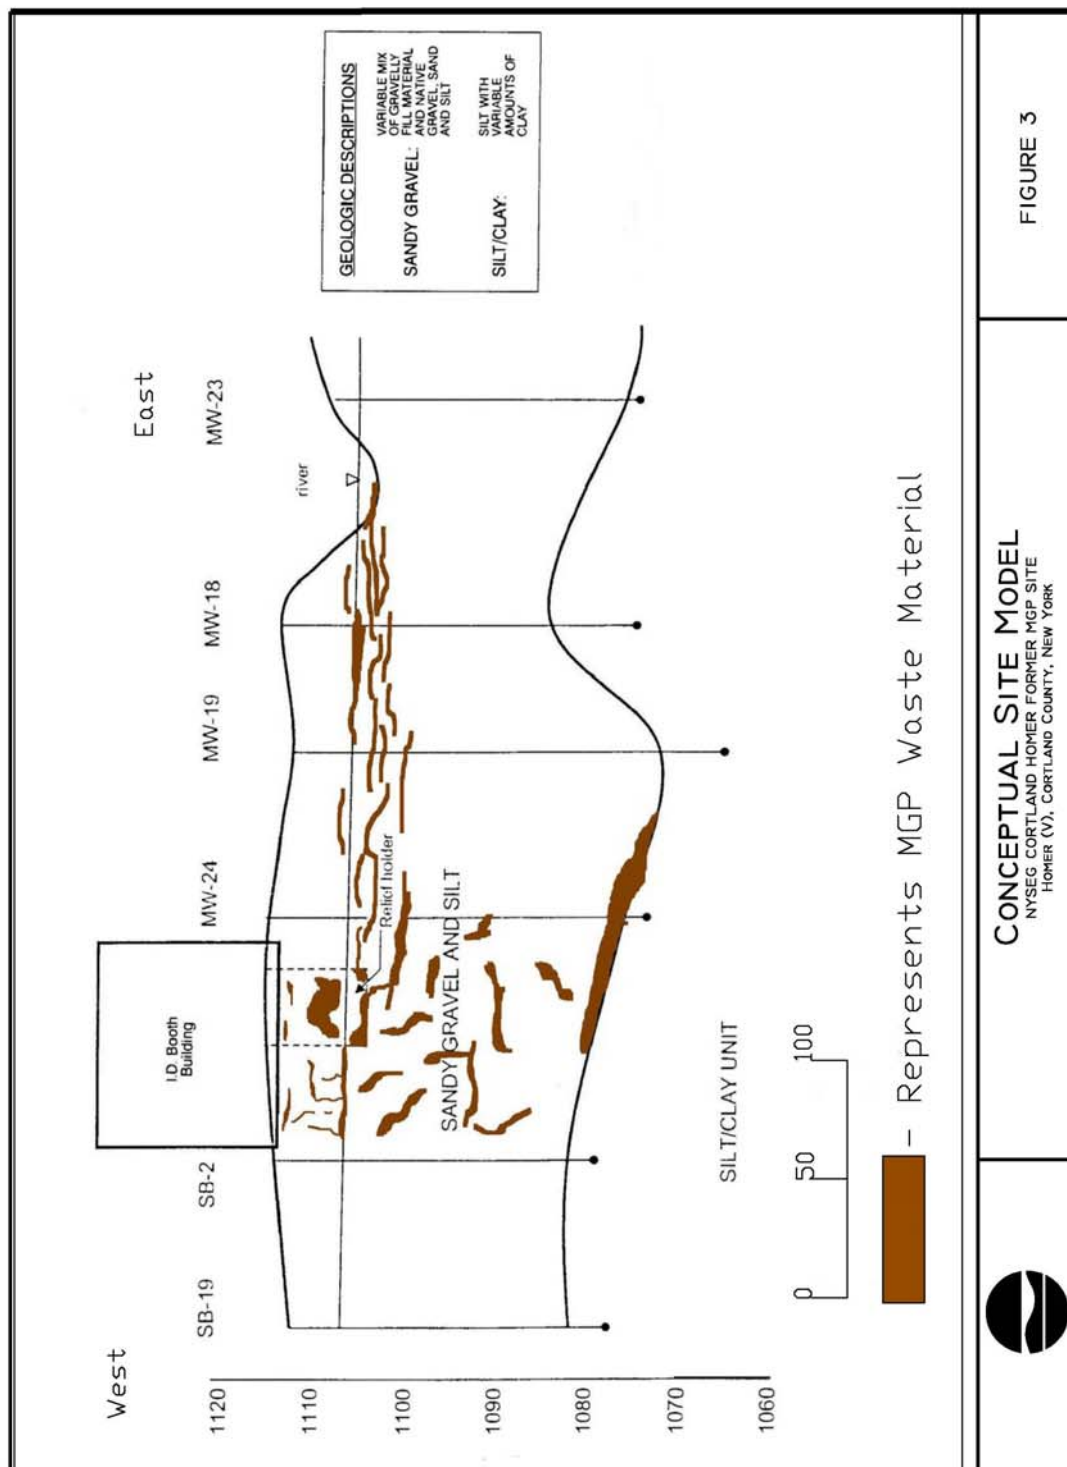 West
East
SB-19
SB-2
MW-24
MW-19
MW-18
MW-23
I.D. Booth
Building
river
Relief holder
SANDY GRAVEL AND SILT
SILT/CLAY UNIT
1120
1110
1100
1090
1080
1070
1060
0
50
100
- Represents MGP Waste Material
GEOLOGIC DESCRIPTIONS
SANDY GRAVEL:
VARIABLE MIX
OF GRAVELLY
FILL MATERIAL
AND NATIVE
GRAVEL, SAND
AND SILT
SILT/CLAY:
SILT WITH
VARIABLE
AMOUNTS OF
CLAY
CONCEPTUAL SITE MODEL
NYSEG CORTLAND HOMER FORMER MGP SITE
HOMER (V), CORTLAND COUNTY, NEW YORK
FIGURE 3